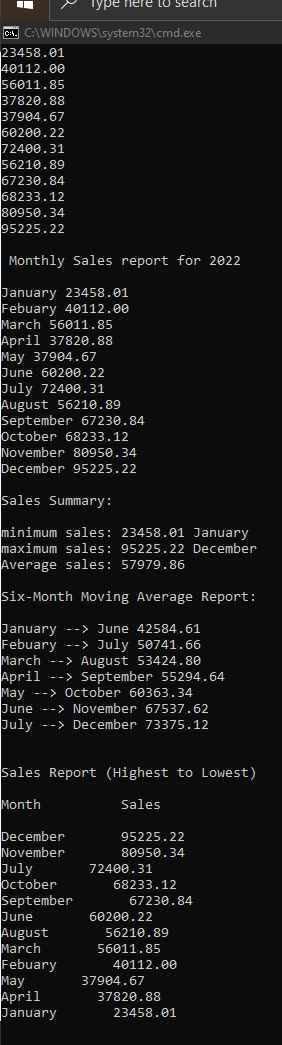 Type here to search
C:\WINDOWS\system32\cmd.exe
23458.01
40112.00
56011.85
37820.88
37904.67
60200.22
72400.31
56210.89
67230.84
68233.12
80950.34
95225.22
Monthly Sales report for 2022
January 23458.01
Febuary 40112.00
March 56011.85
April 37820.88
May 37904.67
June 60200.22
July 72400.31
August 56210.89
September 67230.84
October 68233.12
November 80950.34
December 95225.22
Sales Summary:
minimum sales: 23458.01 January
maximum sales: 95225.22 December
Average sales: 57979.86
Six-Month Moving Average Report:
January --> June 42584.61
Febuary --> July 50741.66
March --> August 53424.80
April --> September 55294.64
May --> October 60363.34
June --> November 67537.62
July --> December 73375.12
Sales Report (Highest to Lowest)
Month Sales
December 95225.22
November 80950.34
July 72400.31
October 68233.12
September 67230.84
June 60200.22
August 56210.89
March 56011.85
Febuary 40112.00
May 37904.67
April 37820.88
January 23458.01